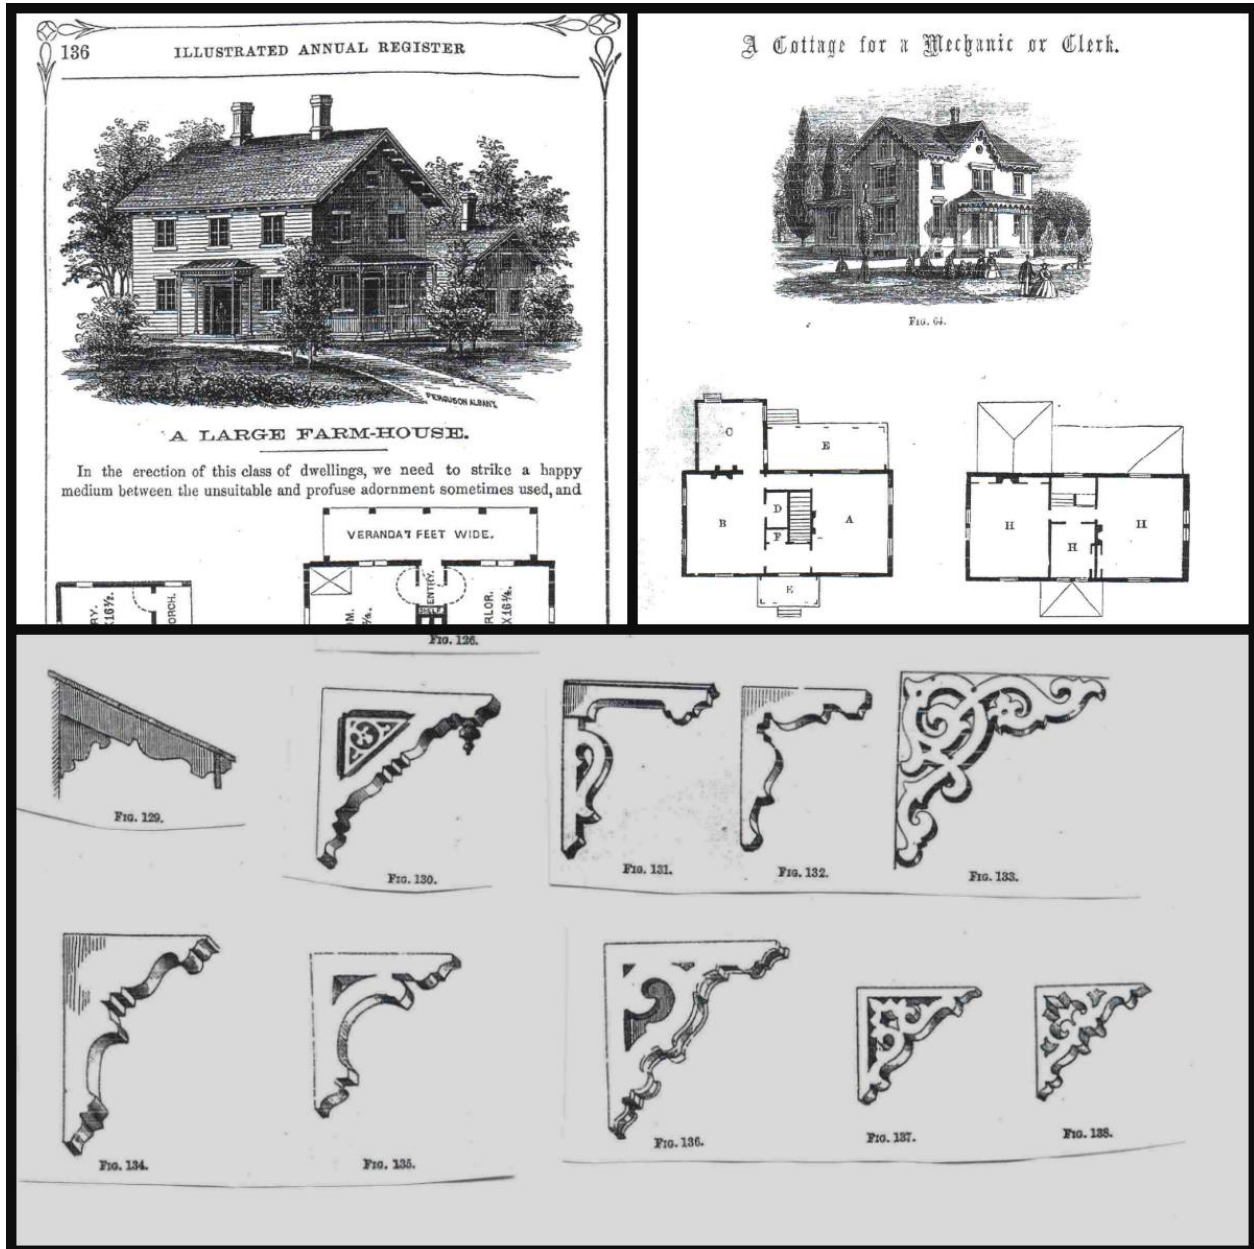 136 ILLUSTRATED ANNUAL REGISTER
FERGUSON ALBANY.
A LARGE FARM-HOUSE.
In the erection of this class of dwellings, we need to strike a happy
medium between the unsuitable and profuse adornment sometimes used, and
VERANDA 7 FEET WIDE.
ENTRY.
PORCH.
A Cottage for a Mechanic or Clerk.
FIG. 64.
C
E
B
D
A
F
E
H
H
H
FIG. 126.
FIG. 129.
FIG. 130.
FIG. 131.
FIG. 132.
FIG. 133.
FIG. 134.
FIG. 135.
FIG. 136.
FIG. 137.
FIG. 138.